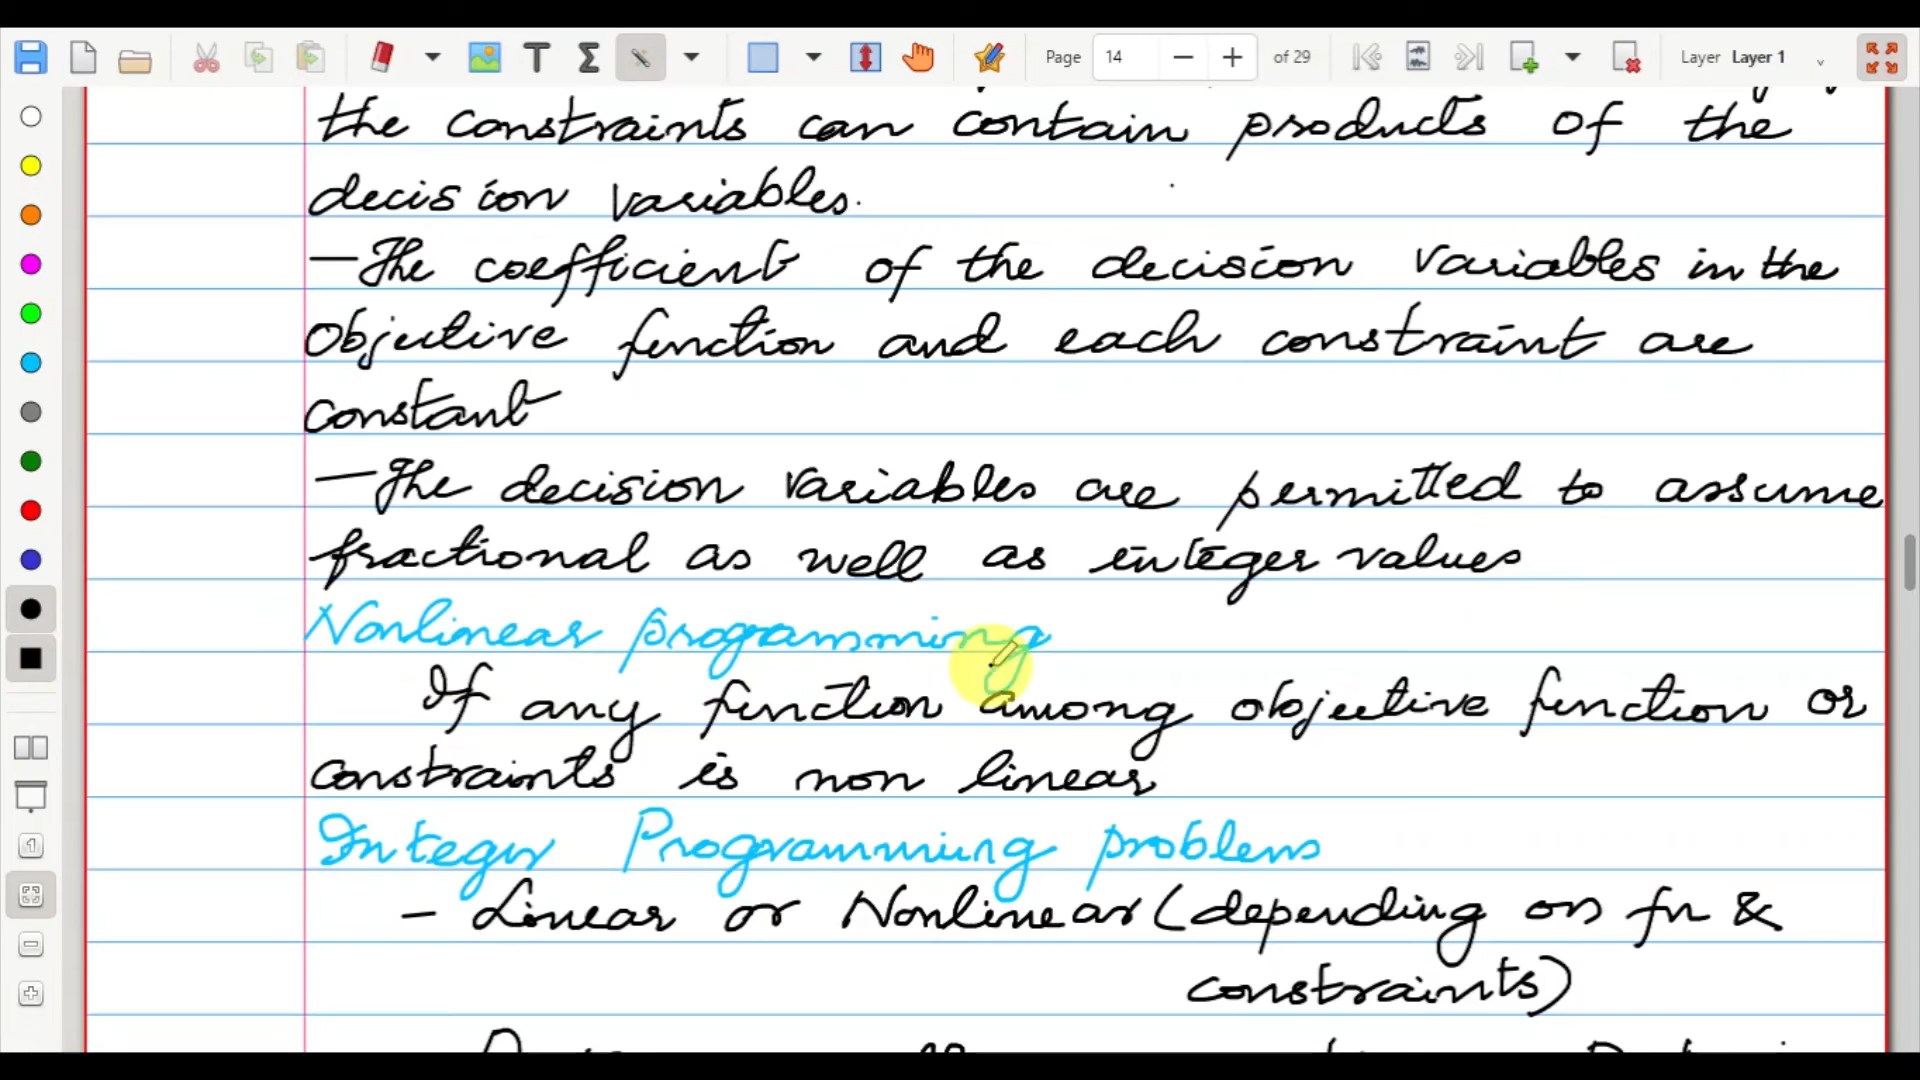 Page 14 of 29 Layer Layer 1
the constraints can contain products of the
decision variables.
- The coefficient of the decision variables in the
objective function and each constraint are
constant
- The decision variables are permitted to assume
fractional as well as integer values
Nonlinear programming
If any function among objective function or
constraints is non linear
Integer Programming problem
- Linear or Nonlinear (depending on fn &
constraints)